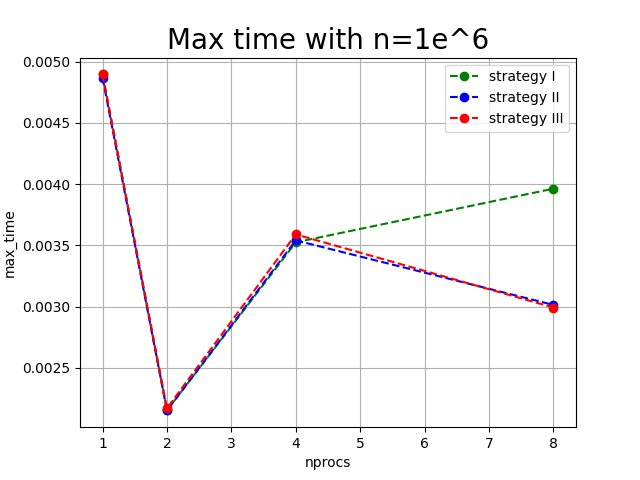 Max time with n=1e^6
0.0050
0.0045
0.0040
0.0035
0.0030
0.0025
max_time
strategy I
strategy II
strategy III
1 2 3 4 5 6 7 8
nprocs